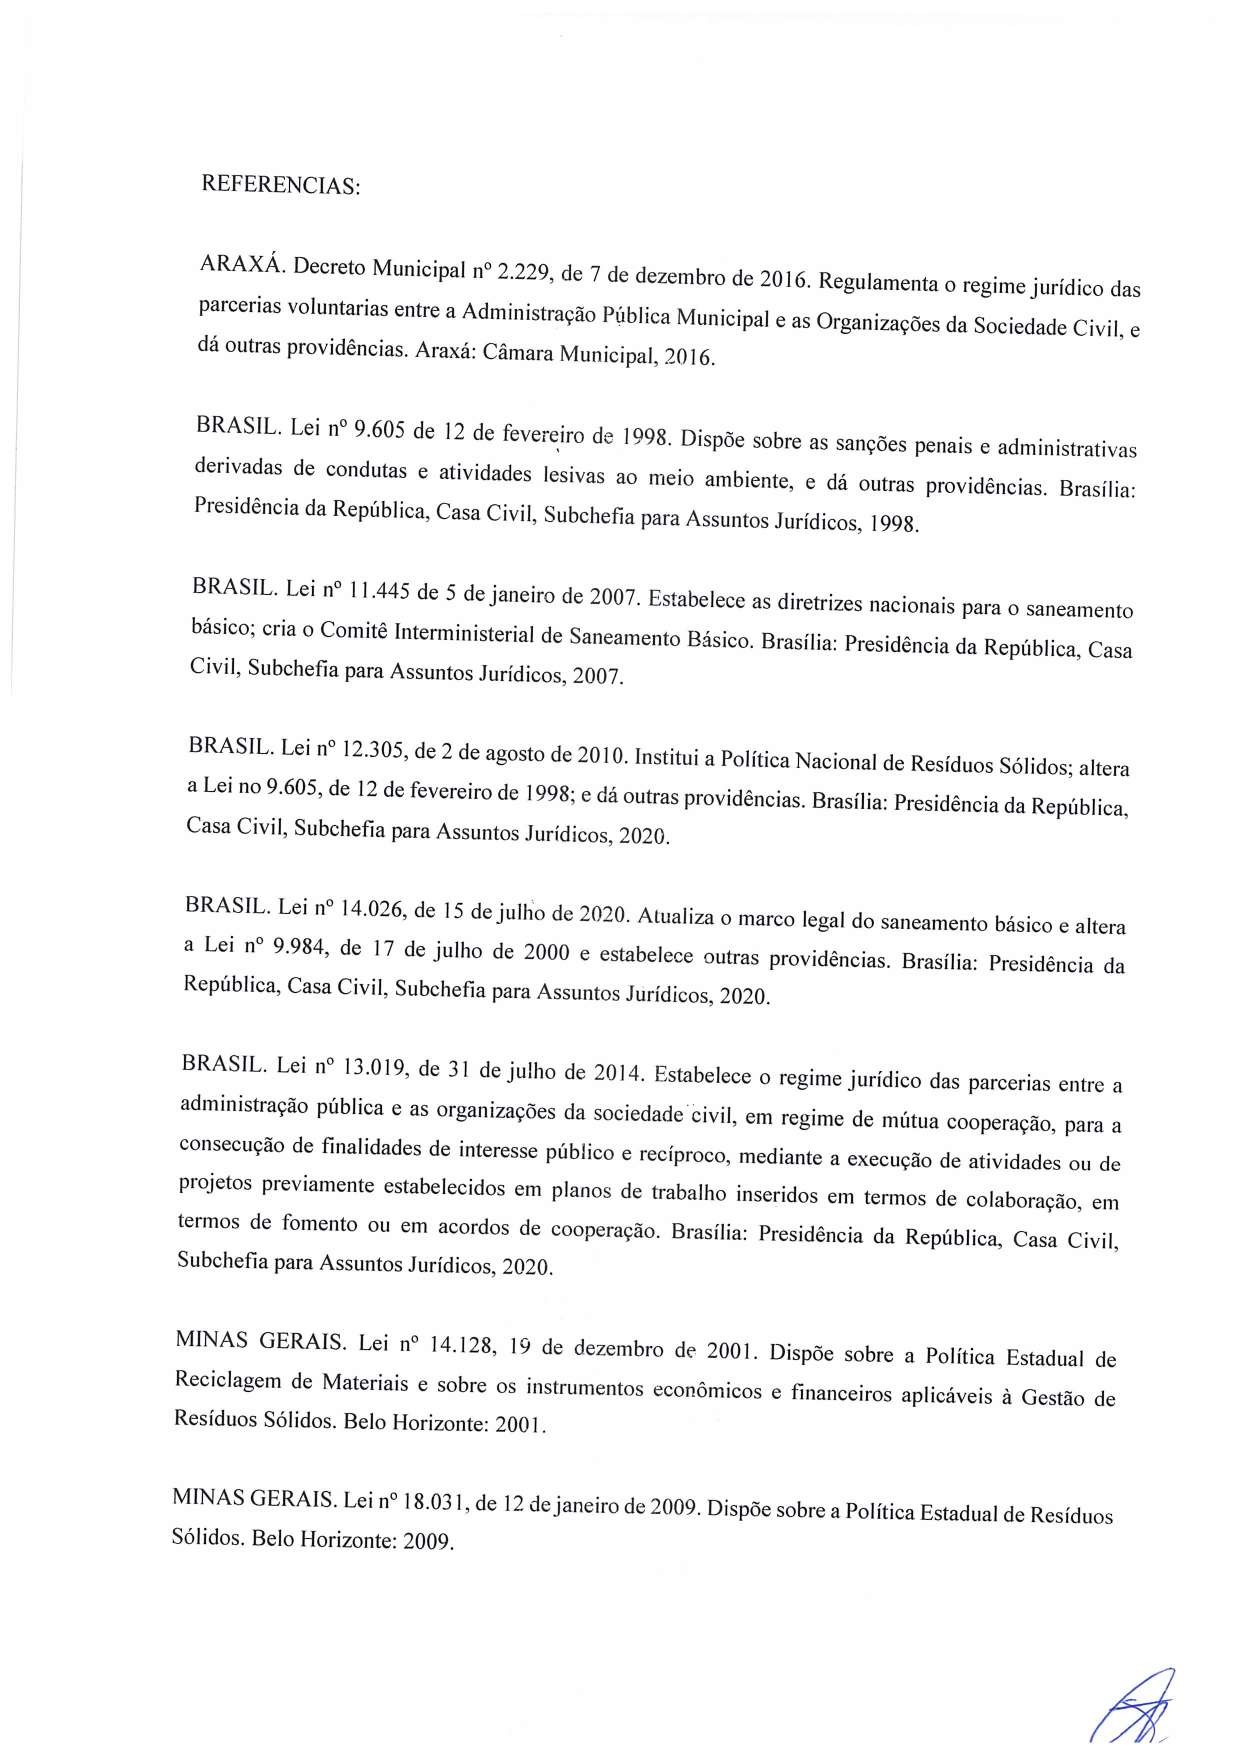 REFERENCIAS:
ARAXÁ. Decreto Municipal nº 2.229, de 7 de dezembro de 2016. Regulamenta o regime jurídico das
parcerias voluntarias entre a Administração Pública Municipal e as Organizações da Sociedade Civil, e
dá outras providências. Araxá: Câmara Municipal, 2016.
BRASIL. Lei nº 9.605 de 12 de fevereiro de 1998. Dispõe sobre as sanções penais e administrativas
derivadas de condutas e atividades lesivas ao meio ambiente, e dá outras providências. Brasília:
Presidência da República, Casa Civil, Subchefia para Assuntos Jurídicos, 1998.
BRASIL. Lei nº 11.445 de 5 de janeiro de 2007. Estabelece as diretrizes nacionais para o saneamento
básico; cria o Comitê Interministerial de Saneamento Básico. Brasília: Presidência da República, Casa
Civil, Subchefia para Assuntos Jurídicos, 2007.
BRASIL. Lei nº 12.305, de 2 de agosto de 2010. Institui a Política Nacional de Resíduos Sólidos; altera
a Lei no 9.605, de 12 de fevereiro de 1998; e dá outras providências. Brasília: Presidência da República,
Casa Civil, Subchefia para Assuntos Jurídicos, 2020.
BRASIL. Lei nº 14.026, de 15 de julho de 2020. Atualiza o marco legal do saneamento básico e altera
a Lei nº 9.984, de 17 de julho de 2000 e estabelece outras providências. Brasília: Presidência da
República, Casa Civil, Subchefia para Assuntos Jurídicos, 2020.
BRASIL. Lei nº 13.019, de 31 de julho de 2014. Estabelece o regime jurídico das parcerias entre a
administração pública e as organizações da sociedade civil, em regime de mútua cooperação, para a
consecução de finalidades de interesse público e recíproco, mediante a execução de atividades ou de
projetos previamente estabelecidos em planos de trabalho inseridos em termos de colaboração, em
termos de fomento ou em acordos de cooperação. Brasília: Presidência da República, Casa Civil,
Subchefia para Assuntos Jurídicos, 2020.
MINAS GERAIS. Lei nº 14.128, 19 de dezembro de 2001. Dispõe sobre a Política Estadual de
Reciclagem de Materiais e sobre os instrumentos econômicos e financeiros aplicáveis à Gestão de
Resíduos Sólidos. Belo Horizonte: 2001.
MINAS GERAIS. Lei nº 18.031, de 12 de janeiro de 2009. Dispõe sobre a Política Estadual de Resíduos
Sólidos. Belo Horizonte: 2009.